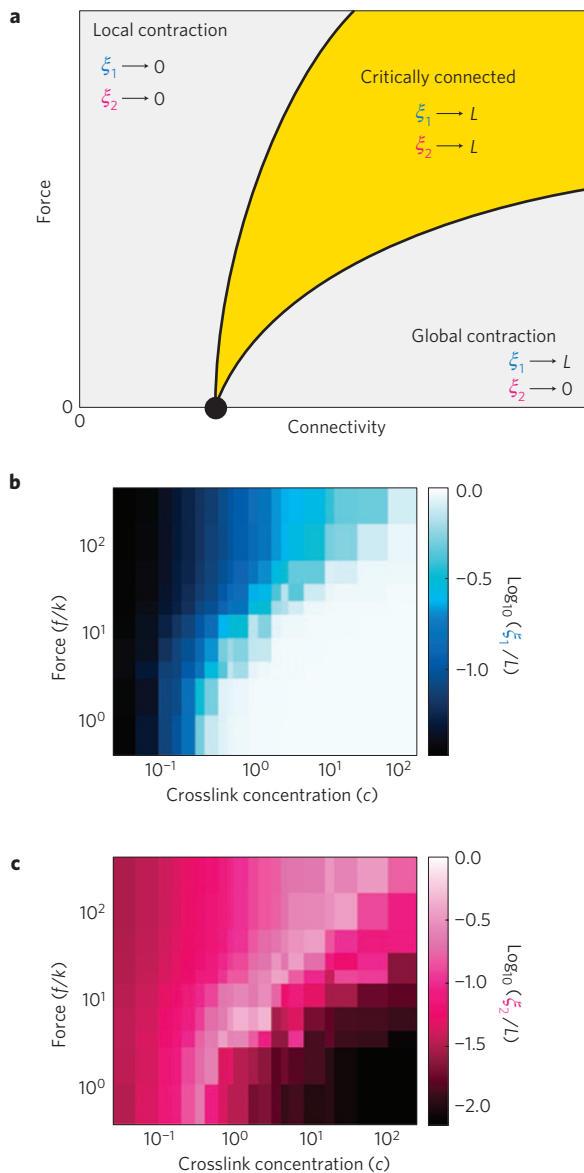 a
Local contraction
ξ1 → 0
ξ2 → 0
Critically connected
ξ1 → L
ξ2 → L
Global contraction
ξ1 → L
ξ2 → 0
Force
0
0
Connectivity
b
Force (f/k)
10²
10¹
10⁰
10⁻¹ 10⁰ 10¹ 10²
Crosslink concentration (c)
0.0
−0.5
−1.0
Log₁₀ (ξ1/L)
c
Force (f/k)
10²
10¹
10⁰
10⁻¹ 10⁰ 10¹ 10²
Crosslink concentration (c)
0.0
−0.5
−1.0
−1.5
−2.0
Log₁₀ (ξ2/L)